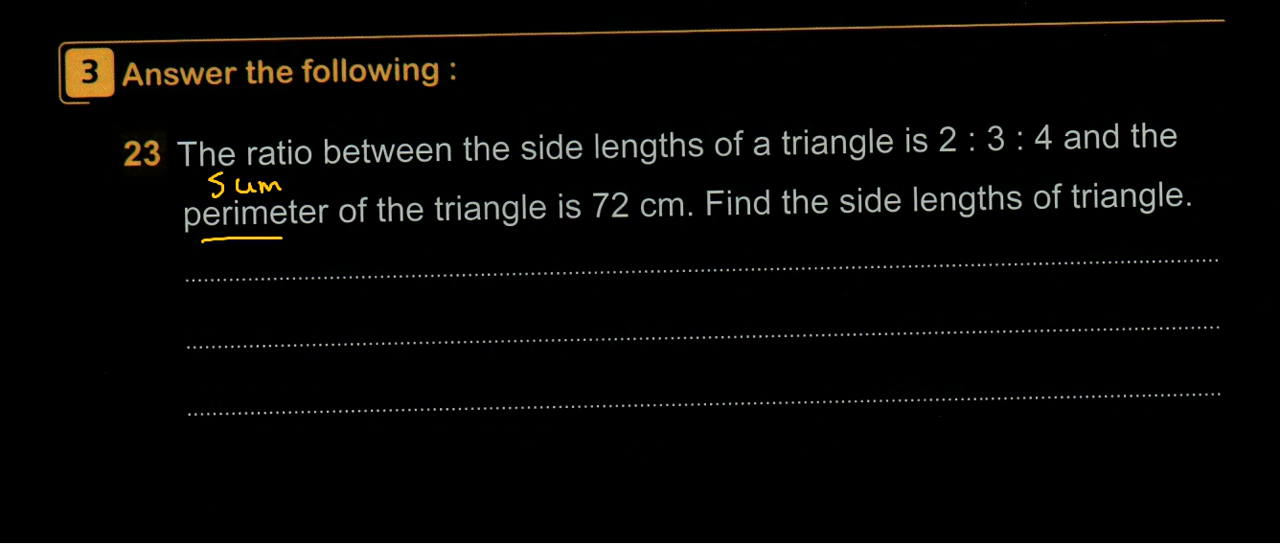 3 Answer the following :
23 The ratio between the side lengths of a triangle is 2 : 3 : 4 and the
Sum
perimeter of the triangle is 72 cm. Find the side lengths of triangle.